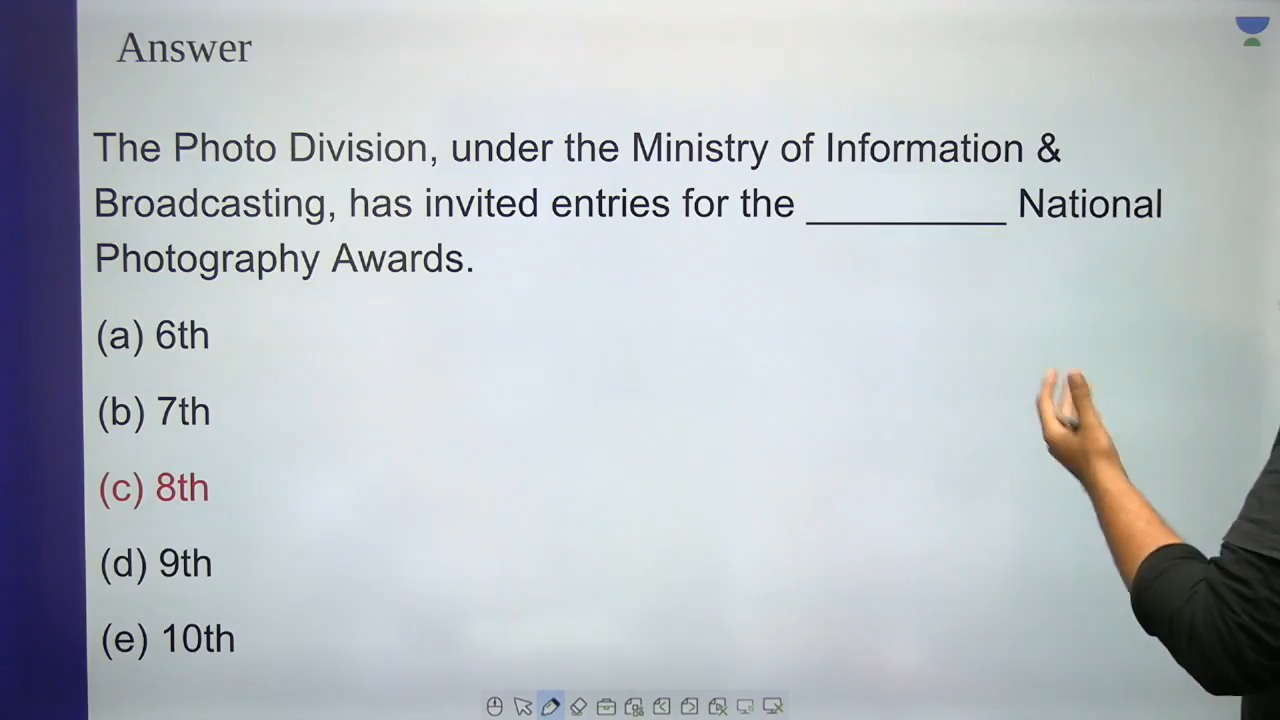 Answer
The Photo Division, under the Ministry of Information &
Broadcasting, has invited entries for the _________ National
Photography Awards.
(a) 6th
(b) 7th
(c) 8th
(d) 9th
(e) 10th